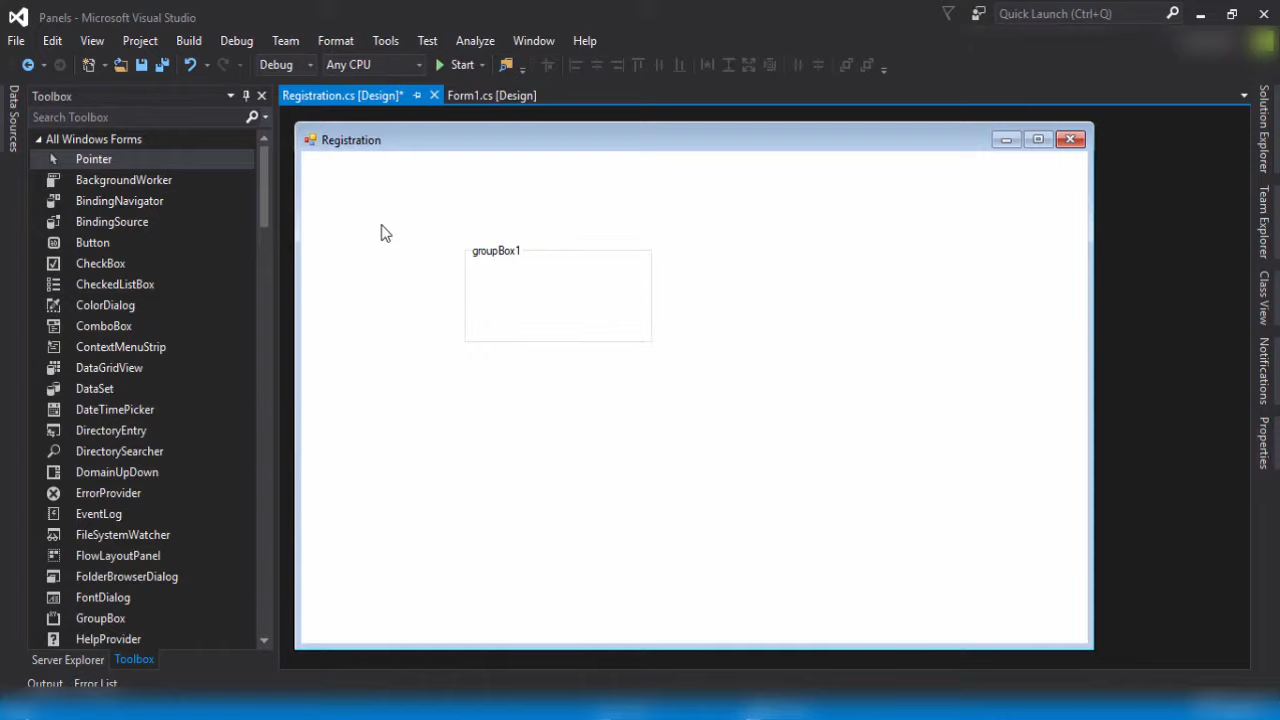 Panels - Microsoft Visual Studio
Quick Launch (Ctrl+Q)
File Edit View Project Build Debug Team Format Tools Test Analyze Window Help
Debug Any CPU Start
Data Sources
Toolbox
Registration.cs [Design]*
Form1.cs [Design]
Search Toolbox
All Windows Forms
Pointer
BackgroundWorker
BindingNavigator
BindingSource
Button
CheckBox
CheckedListBox
ColorDialog
ComboBox
ContextMenuStrip
DataGridView
DataSet
DateTimePicker
DirectoryEntry
DirectorySearcher
DomainUpDown
ErrorProvider
EventLog
FileSystemWatcher
FlowLayoutPanel
FolderBrowserDialog
FontDialog
GroupBox
HelpProvider
Server Explorer Toolbox
Output Error List
Registration
groupBox1
Solution Explorer
Team Explorer
Class View
Notifications
Properties